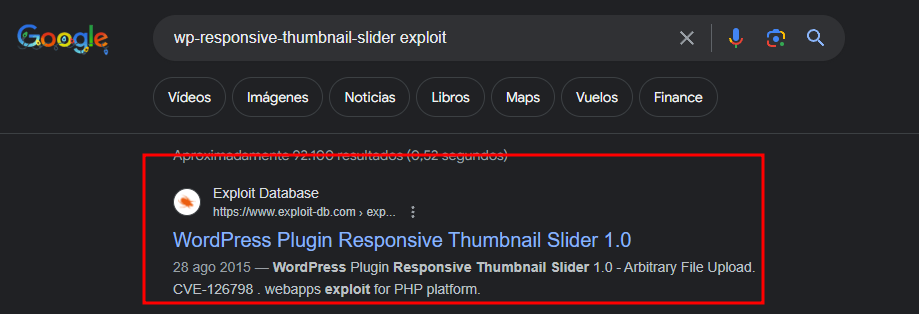 Google
wp-responsive-thumbnail-slider exploit
Vídeos Imágenes Noticias Libros Maps Vuelos Finance
Aproximadamente 92.100 resultados (0,52 segundos)
Exploit Database
https://www.exploit-db.com › exp...
WordPress Plugin Responsive Thumbnail Slider 1.0
28 ago 2015 — WordPress Plugin Responsive Thumbnail Slider 1.0 - Arbitrary File Upload.
CVE-126798 . webapps exploit for PHP platform.